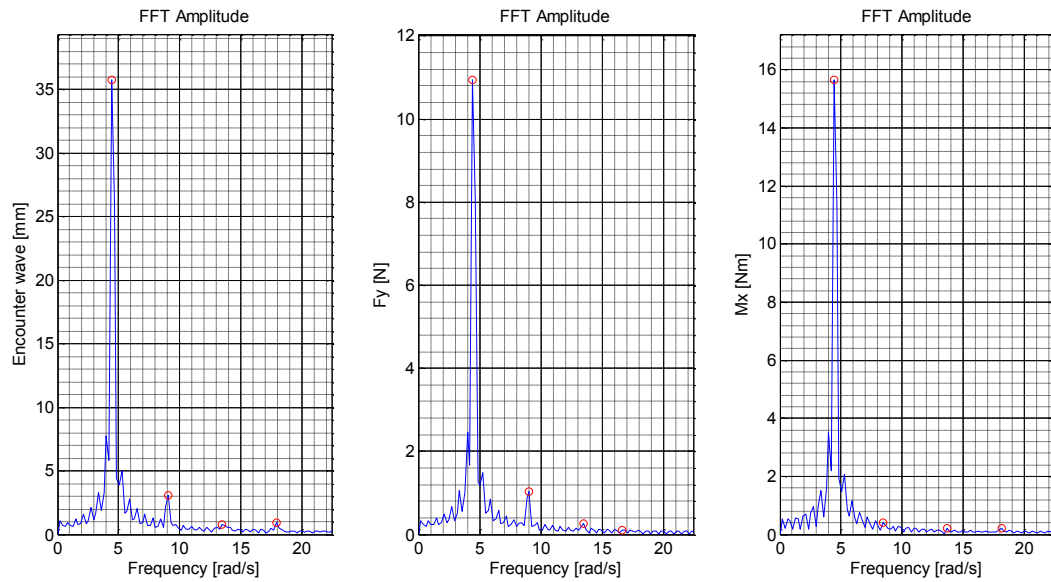 FFT Amplitude
Encounter wave [mm]
35
30
25
20
15
10
5
0
0 5 10 15 20
Frequency [rad/s]
FFT Amplitude
Fy [N]
12
10
8
6
4
2
0
0 5 10 15 20
Frequency [rad/s]
FFT Amplitude
Mx [Nm]
16
14
12
10
8
6
4
2
0
0 5 10 15 20
Frequency [rad/s]